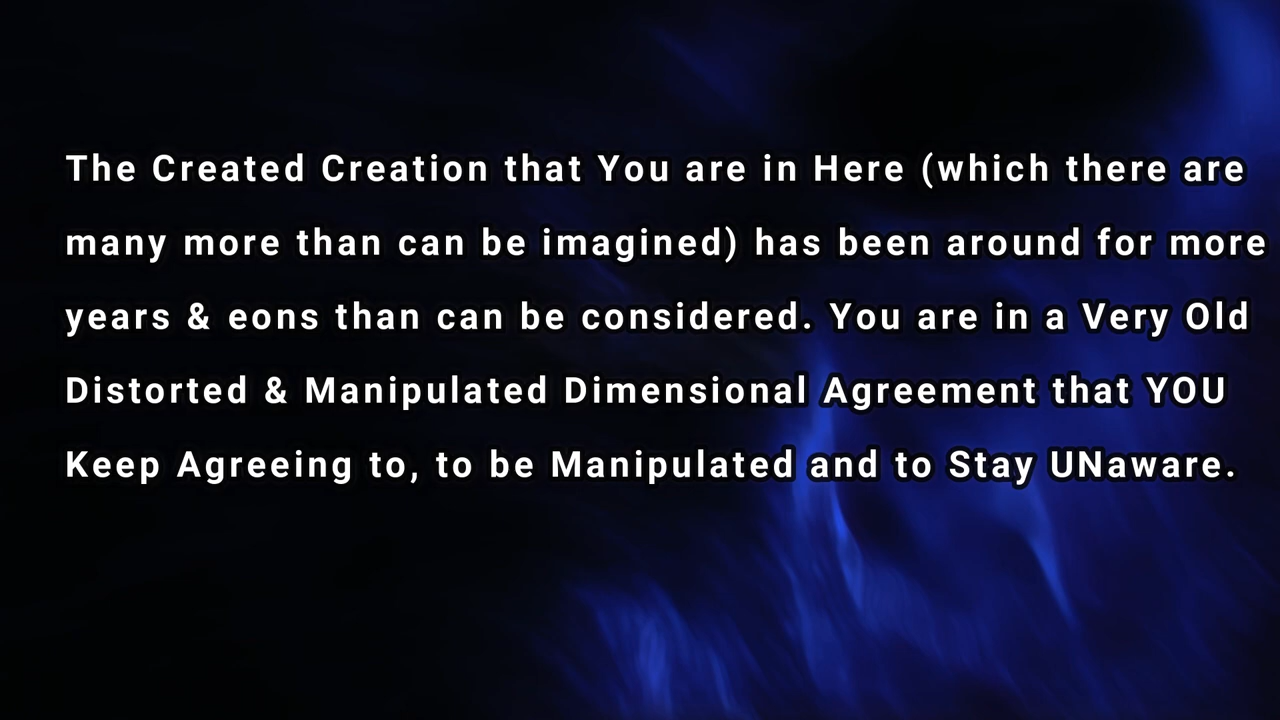 The Created Creation that You are in Here (which there are
many more than can be imagined) has been around for more
years & eons than can be considered. You are in a Very Old
Distorted & Manipulated Dimensional Agreement that YOU
Keep Agreeing to, to be Manipulated and to Stay UNaware.